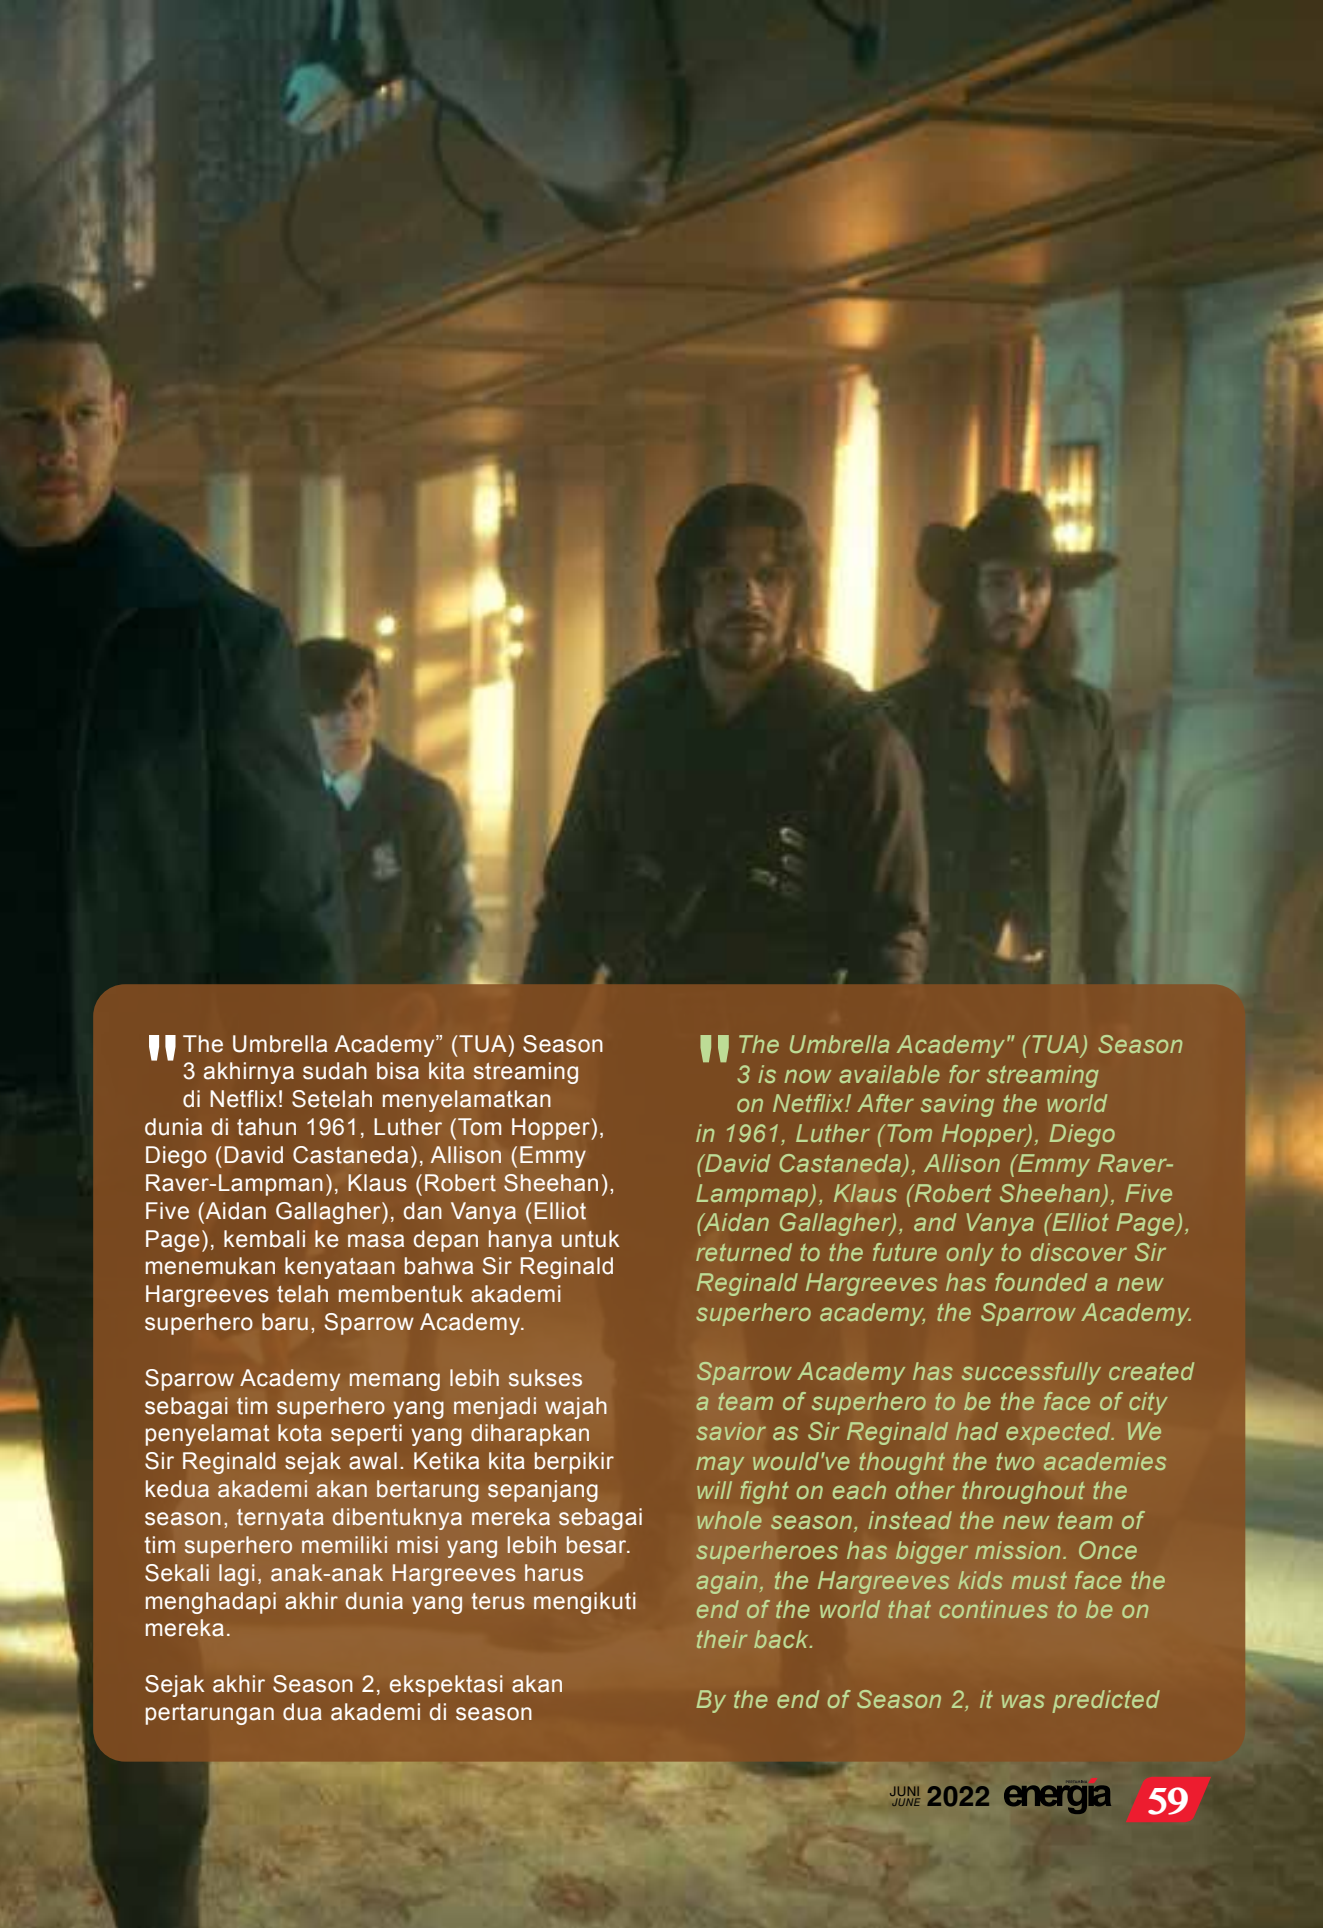 "The Umbrella Academy” (TUA) Season
3 akhirnya sudah bisa kita streaming
di Netflix! Setelah menyelamatkan
dunia di tahun 1961, Luther (Tom Hopper),
Diego (David Castaneda), Allison (Emmy
Raver-Lampman), Klaus (Robert Sheehan),
Five (Aidan Gallagher), dan Vanya (Elliot
Page), kembali ke masa depan hanya untuk
menemukan kenyataan bahwa Sir Reginald
Hargreeves telah membentuk akademi
superhero baru, Sparrow Academy.
Sparrow Academy memang lebih sukses
sebagai tim superhero yang menjadi wajah
penyelamat kota seperti yang diharapkan
Sir Reginald sejak awal. Ketika kita berpikir
kedua akademi akan bertarung sepanjang
season, ternyata dibentuknya mereka sebagai
tim superhero memiliki misi yang lebih besar.
Sekali lagi, anak-anak Hargreeves harus
menghadapi akhir dunia yang terus mengikuti
mereka.
Sejak akhir Season 2, ekspektasi akan
pertarungan dua akademi di season
"The Umbrella Academy" (TUA) Season
3 is now available for streaming
on Netflix! After saving the world
in 1961, Luther (Tom Hopper), Diego
(David Castaneda), Allison (Emmy Raver-
Lampmap), Klaus (Robert Sheehan), Five
(Aidan Gallagher), and Vanya (Elliot Page),
returned to the future only to discover Sir
Reginald Hargreeves has founded a new
superhero academy, the Sparrow Academy.
Sparrow Academy has successfully created
a team of superhero to be the face of city
savior as Sir Reginald had expected. We
may would've thought the two academies
will fight on each other throughout the
whole season, instead the new team of
superheroes has bigger mission. Once
again, the Hargreeves kids must face the
end of the world that continues to be on
their back.
By the end of Season 2, it was predicted
JUNI
JUNE
2022 energia 59